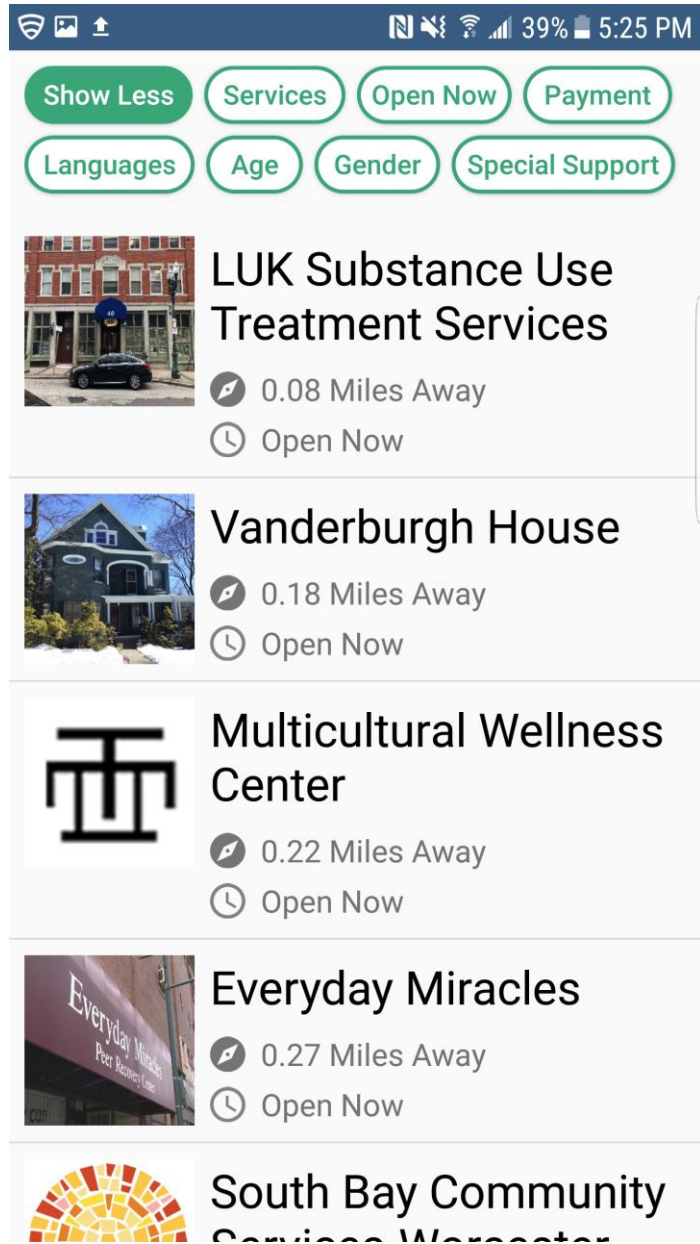 39% 5:25 PM
Show Less Services Open Now Payment
Languages Age Gender Special Support
40
LUK Substance Use
Treatment Services
0.08 Miles Away
Open Now
Vanderburgh House
0.18 Miles Away
Open Now
Multicultural Wellness
Center
0.22 Miles Away
Open Now
Everyday Miracles
Peer Recovery Center
Everyday Miracles
0.27 Miles Away
Open Now
South Bay Community
Services Worcester